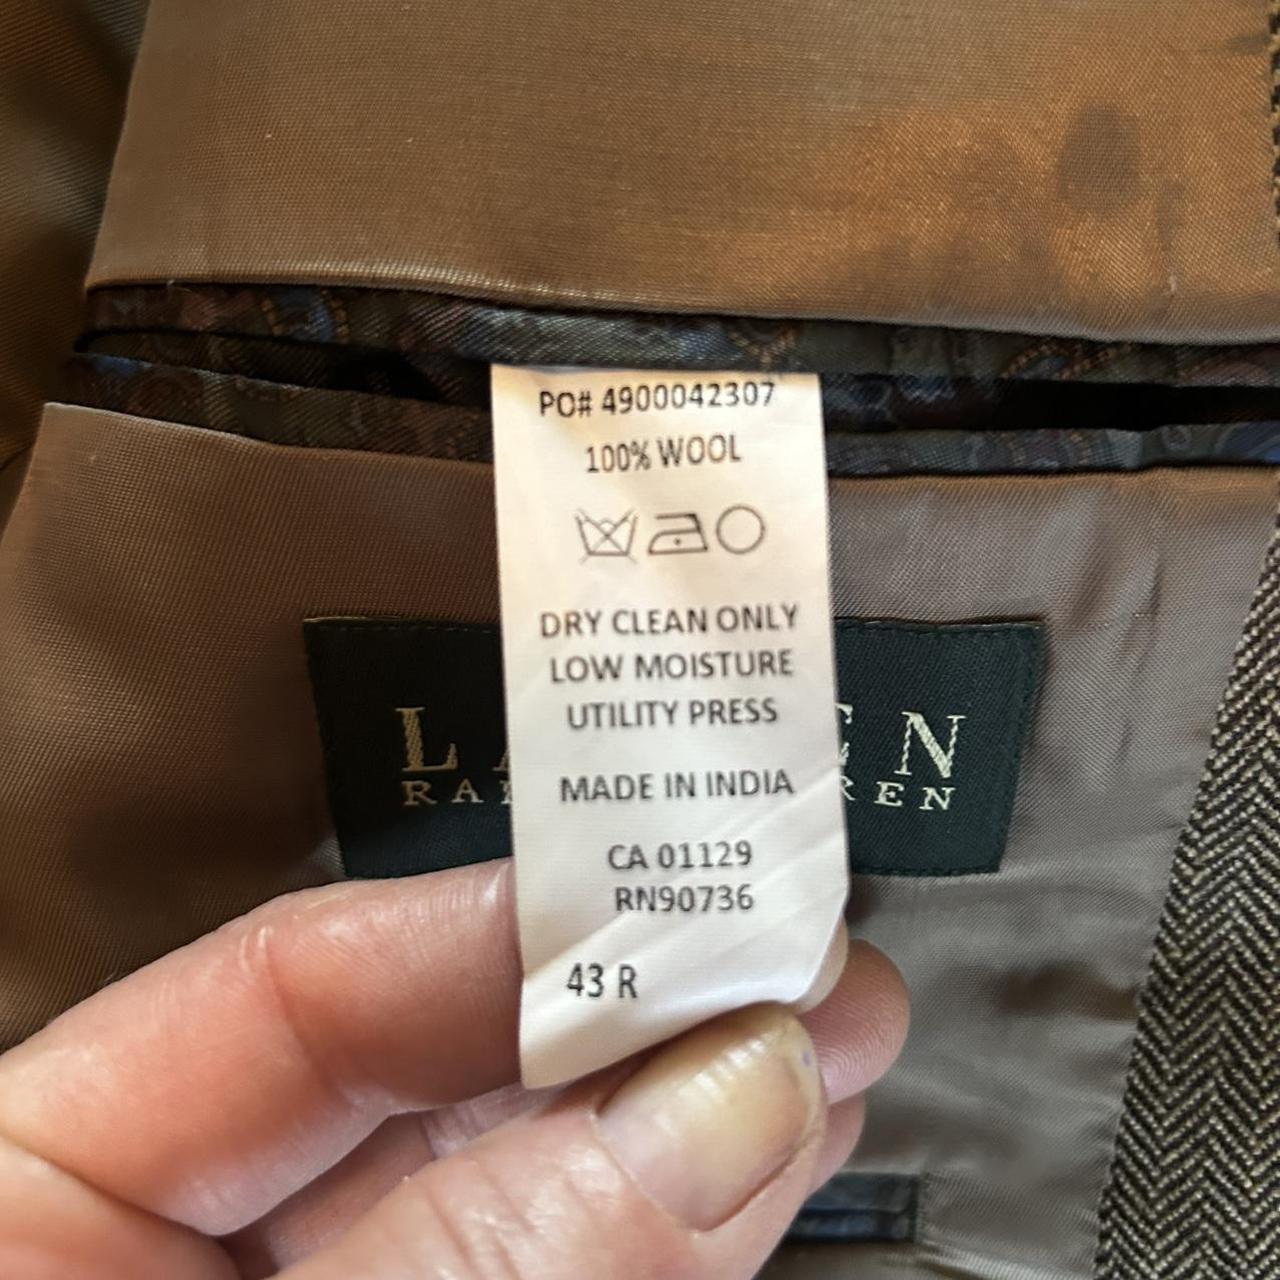 PO# 4900042307
100% WOOL
DRY CLEAN ONLY
LOW MOISTURE
UTILITY PRESS
MADE IN INDIA
CA 01129
RN90736
43 R